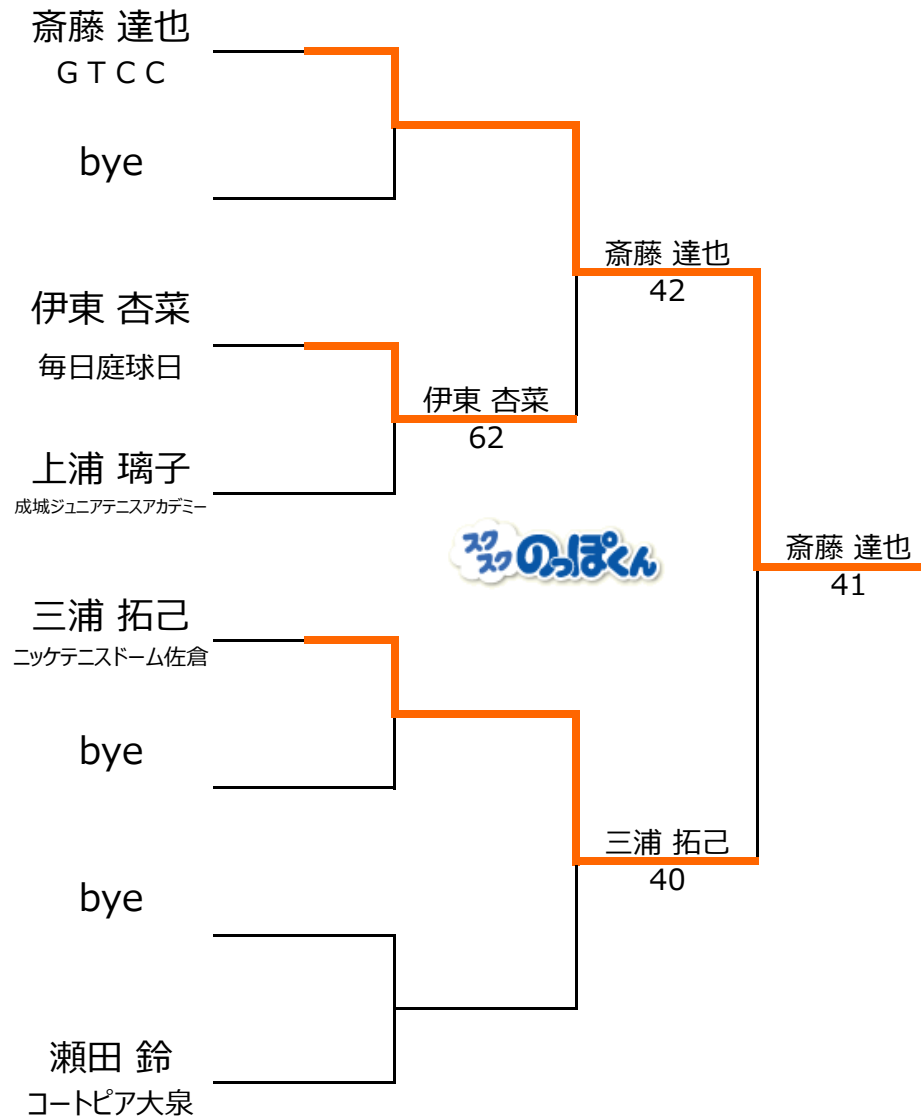 斎藤 達也
ＧＴＣＣ
bye
斎藤 達也
42
伊東 杏菜
毎日庭球日
伊東 杏菜
62
上浦 璃子
成城ジュニアテニスアカデミー
スクスクのっぽくん
斎藤 達也
41
三浦 拓己
ニッケテニスドーム佐倉
bye
三浦 拓己
40
bye
瀬田 鈴
コートピア大泉